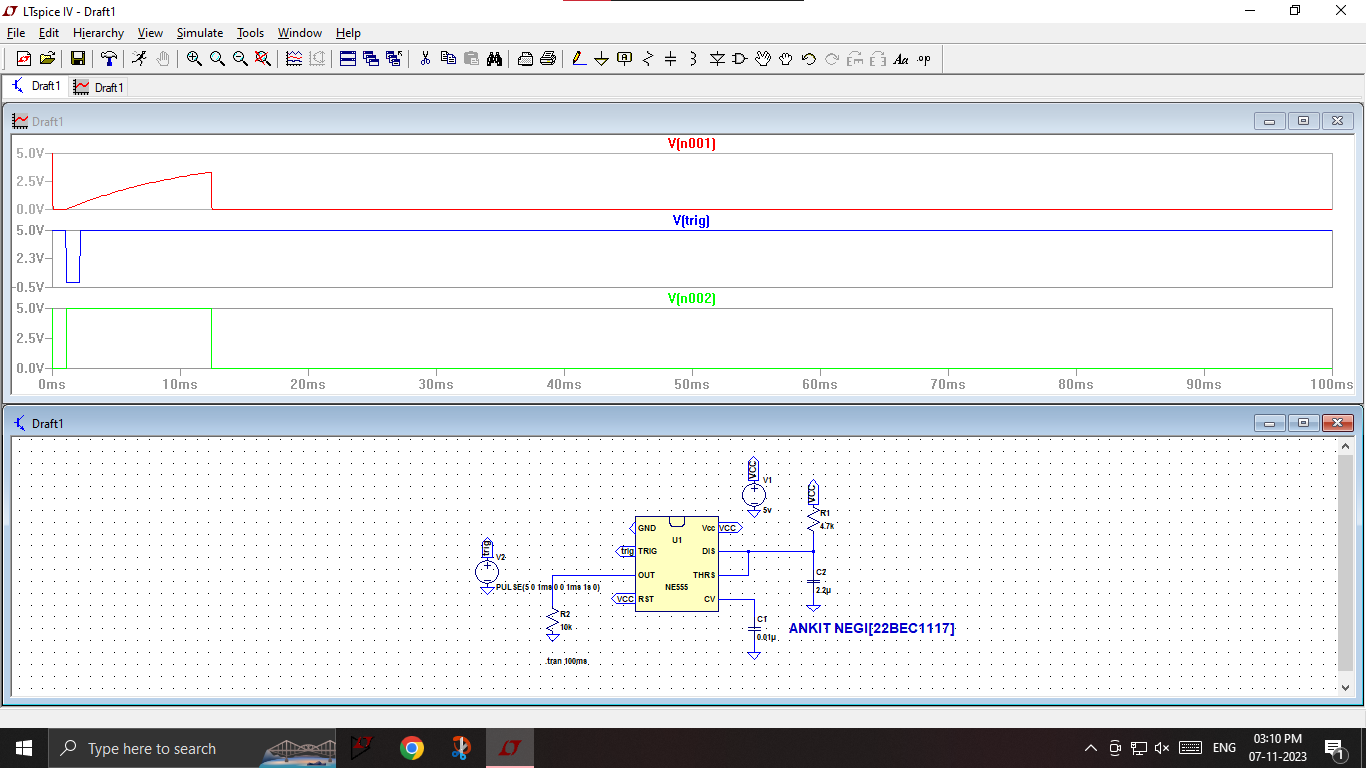 LTspice IV - Draft1
File Edit Hierarchy View Simulate Tools Window Help
Draft1 Draft1
Draft1
V(n001)
5.0V
2.5V
0.0V
V(trig)
5.0V
2.3V
-0.5V
V(n002)
5.0V
2.5V
0.0V
0ms 10ms 20ms 30ms 40ms 50ms 60ms 70ms 80ms 90ms 100ms
Draft1
VCC
V1
5v
VCC
R1
4.7k
GND Vcc VCC
U1
trig TRIG DIS
OUT THRS
NE555
VCC RST CV
trig
V2
PULSE(5 0 1ms 0 0 1ms 1s 0)
R2
10k
C2
2.2µ
C1
0.01µ
ANKIT NEGI[22BEC1117]
.tran 100ms
Type here to search
ENG
03:10 PM
07-11-2023
1